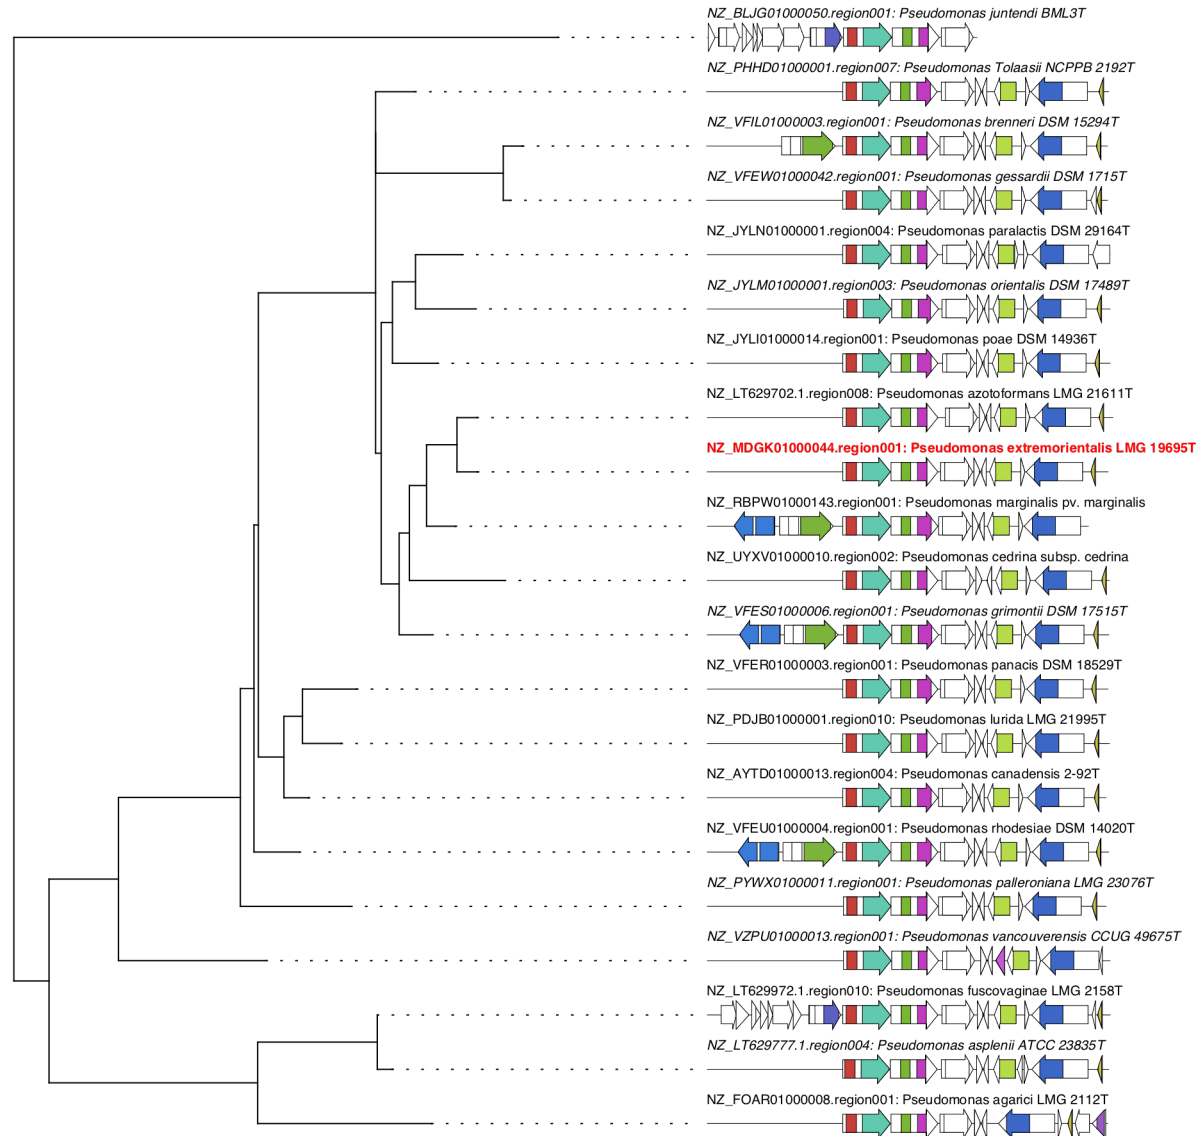 NZ_BLJG01000050.region001: Pseudomonas juntendi BML3T
NZ_PHHD01000001.region007: Pseudomonas Tolaasii NCPPB 2192T
NZ_VFIL01000003.region001: Pseudomonas brenneri DSM 15294T
NZ_VFEW01000042.region001: Pseudomonas gessardii DSM 1715T
NZ_JYLN01000001.region004: Pseudomonas paralactis DSM 29164T
NZ_JYLM01000001.region003: Pseudomonas orientalis DSM 17489T
NZ_JYLI01000014.region001: Pseudomonas poae DSM 14936T
NZ_LT629702.1.region008: Pseudomonas azotoformans LMG 21611T
NZ_MDGK01000044.region001: Pseudomonas extremorientalis LMG 19695T
NZ_RBPW01000143.region001: Pseudomonas marginalis pv. marginalis
NZ_UYXV01000010.region002: Pseudomonas cedrina subsp. cedrina
NZ_VFES01000006.region001: Pseudomonas grimontii DSM 17515T
NZ_VFER01000003.region001: Pseudomonas panacis DSM 18529T
NZ_PDJB01000001.region010: Pseudomonas lurida LMG 21995T
NZ_AYTD01000013.region004: Pseudomonas canadensis 2-92T
NZ_VFEU01000004.region001: Pseudomonas rhodesiae DSM 14020T
NZ_PYWX01000011.region001: Pseudomonas palleroniana LMG 23076T
NZ_VZPU01000013.region001: Pseudomonas vancouverensis CCUG 49675T
NZ_LT629972.1.region010: Pseudomonas fuscovaginae LMG 2158T
NZ_LT629777.1.region004: Pseudomonas asplenii ATCC 23835T
NZ_FOAR01000008.region001: Pseudomonas agarici LMG 2112T